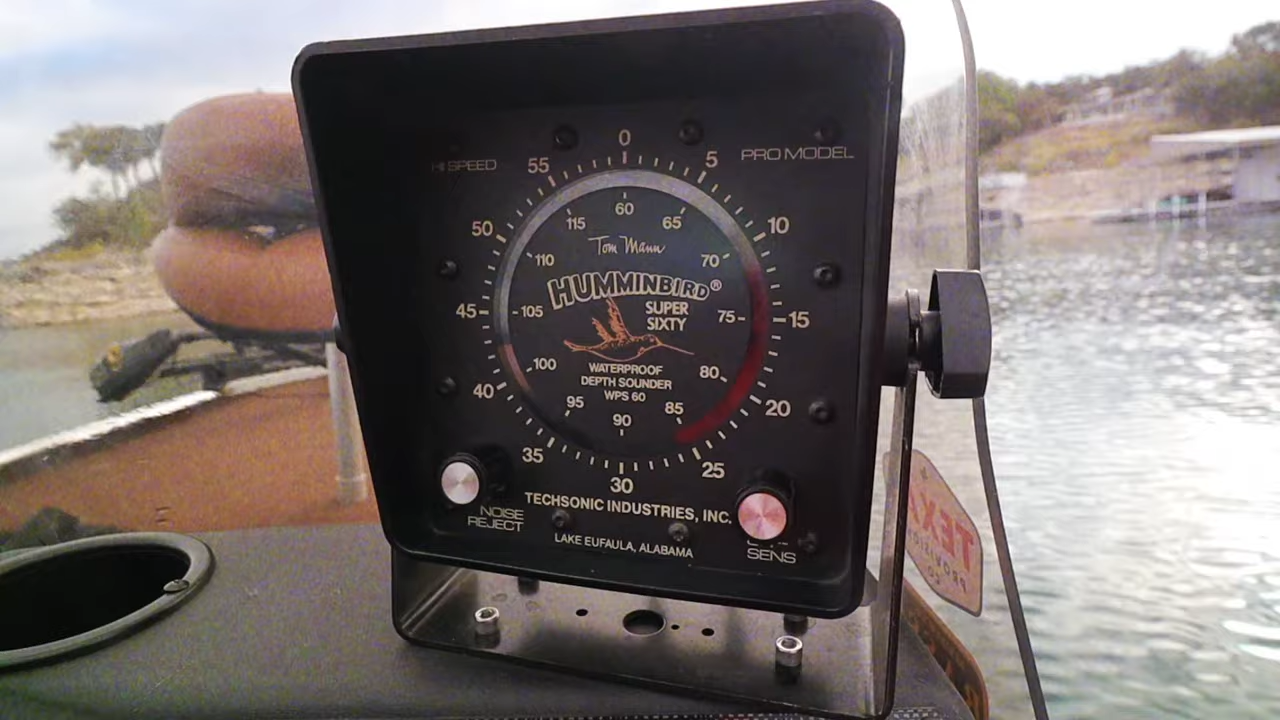 0
HI SPEED
55
5
PRO MODEL
60
115
65
50
10
Tom Mann
110
70
HUMMINBIRD®
45
105
SUPER
SIXTY
75
15
100
WATERPROOF
DEPTH SOUNDER
WPS 60
80
40
95
90
85
20
35
25
30
TECHSONIC INDUSTRIES, INC.
NOISE
REJECT
LAKE EUFAULA, ALABAMA
SENS